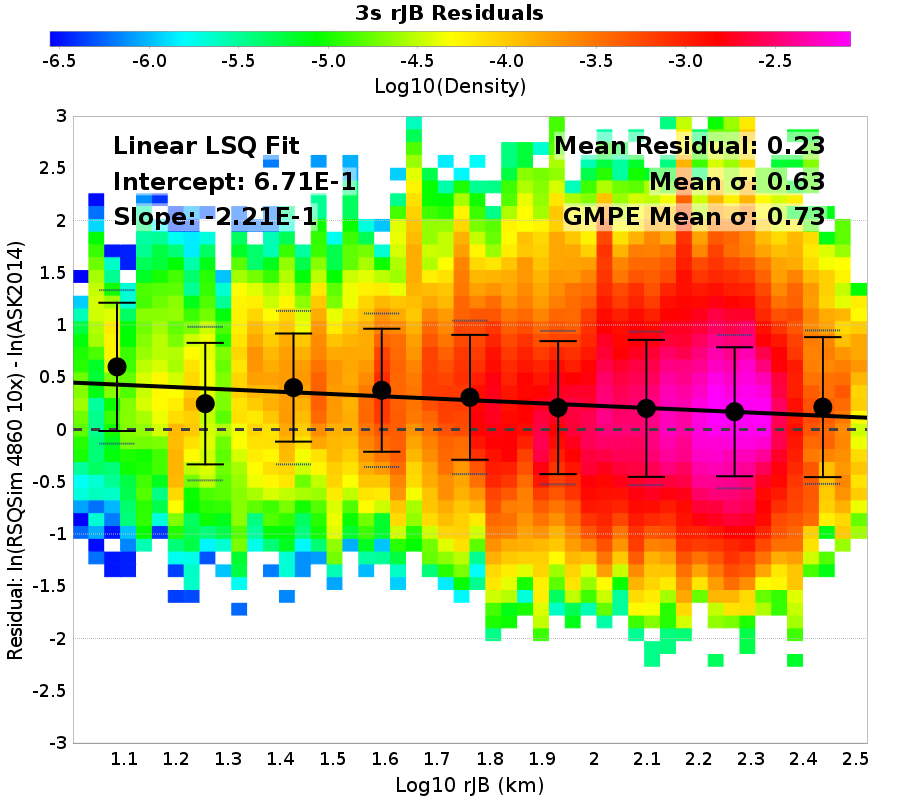 3s rJB Residuals
-6.5 -6.0 -5.5 -5.0 -4.5 -4.0 -3.5 -3.0 -2.5
Log10(Density)
Linear LSQ Fit
Intercept: 6.71E-1
Slope: -2.21E-1
Mean Residual: 0.23
Mean σ: 0.63
GMPE Mean σ: 0.73
Residual: ln(RSQSim 4860 10x) - ln(ASK2014)
3
2.5
2
1.5
1
0.5
0
-0.5
-1
-1.5
-2
-2.5
-3
1.1 1.2 1.3 1.4 1.5 1.6 1.7 1.8 1.9 2 2.1 2.2 2.3 2.4 2.5
Log10 rJB (km)